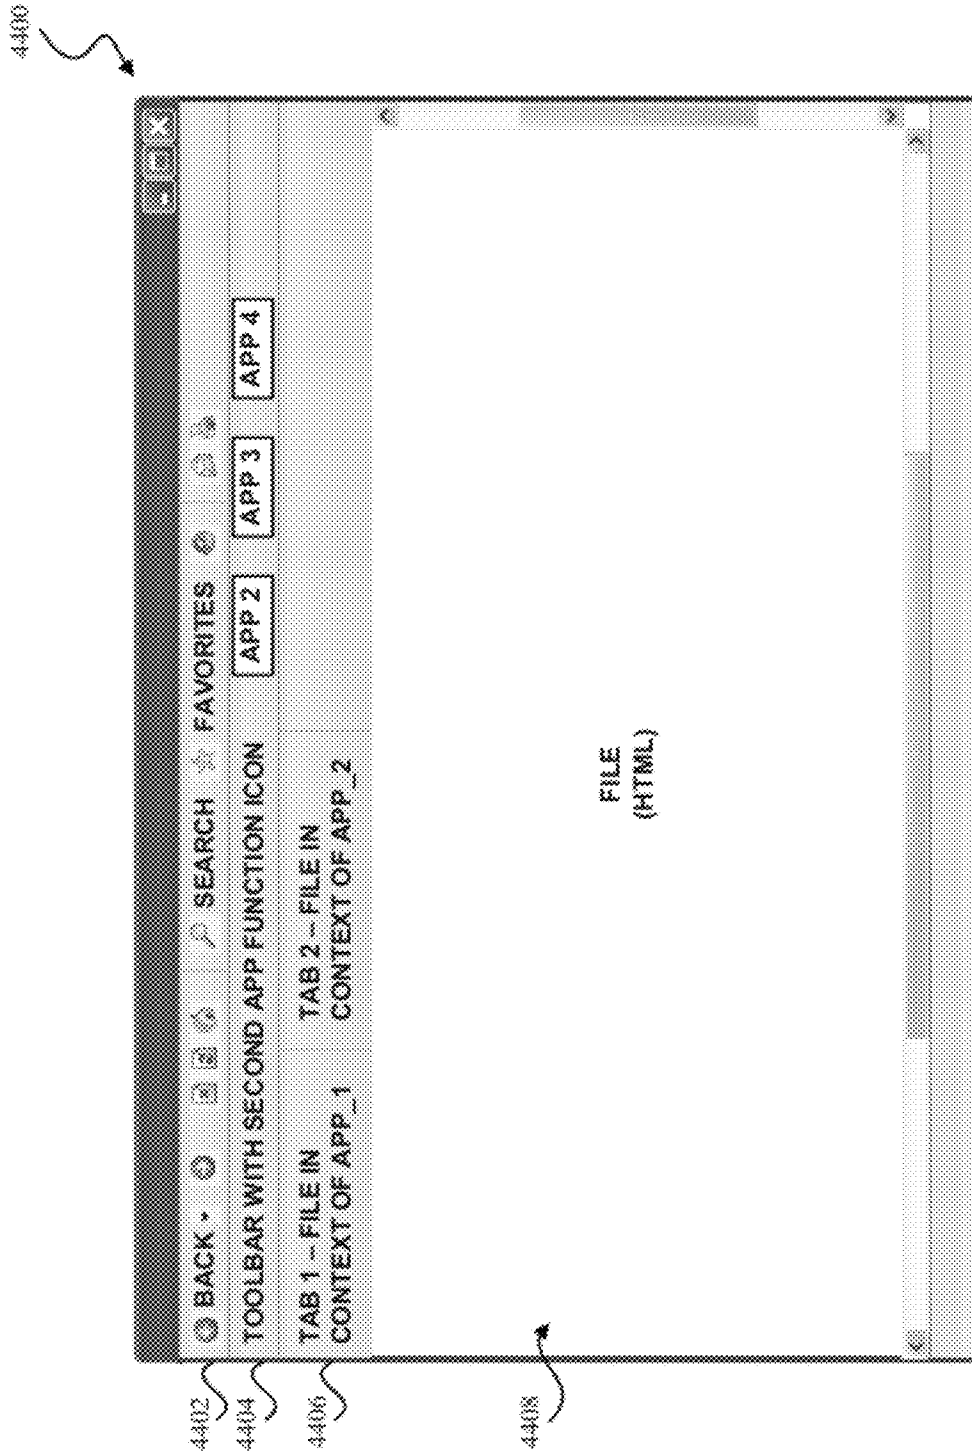 4400
4402
BACK SEARCH FAVORITES
4404
TOOLBAR WITH SECOND APP FUNCTION ICON APP 2 APP 3 APP 4
4406
TAB 1 – FILE IN
CONTEXT OF APP_1
TAB 2 – FILE IN
CONTEXT OF APP_2
4408
FILE
(HTML)